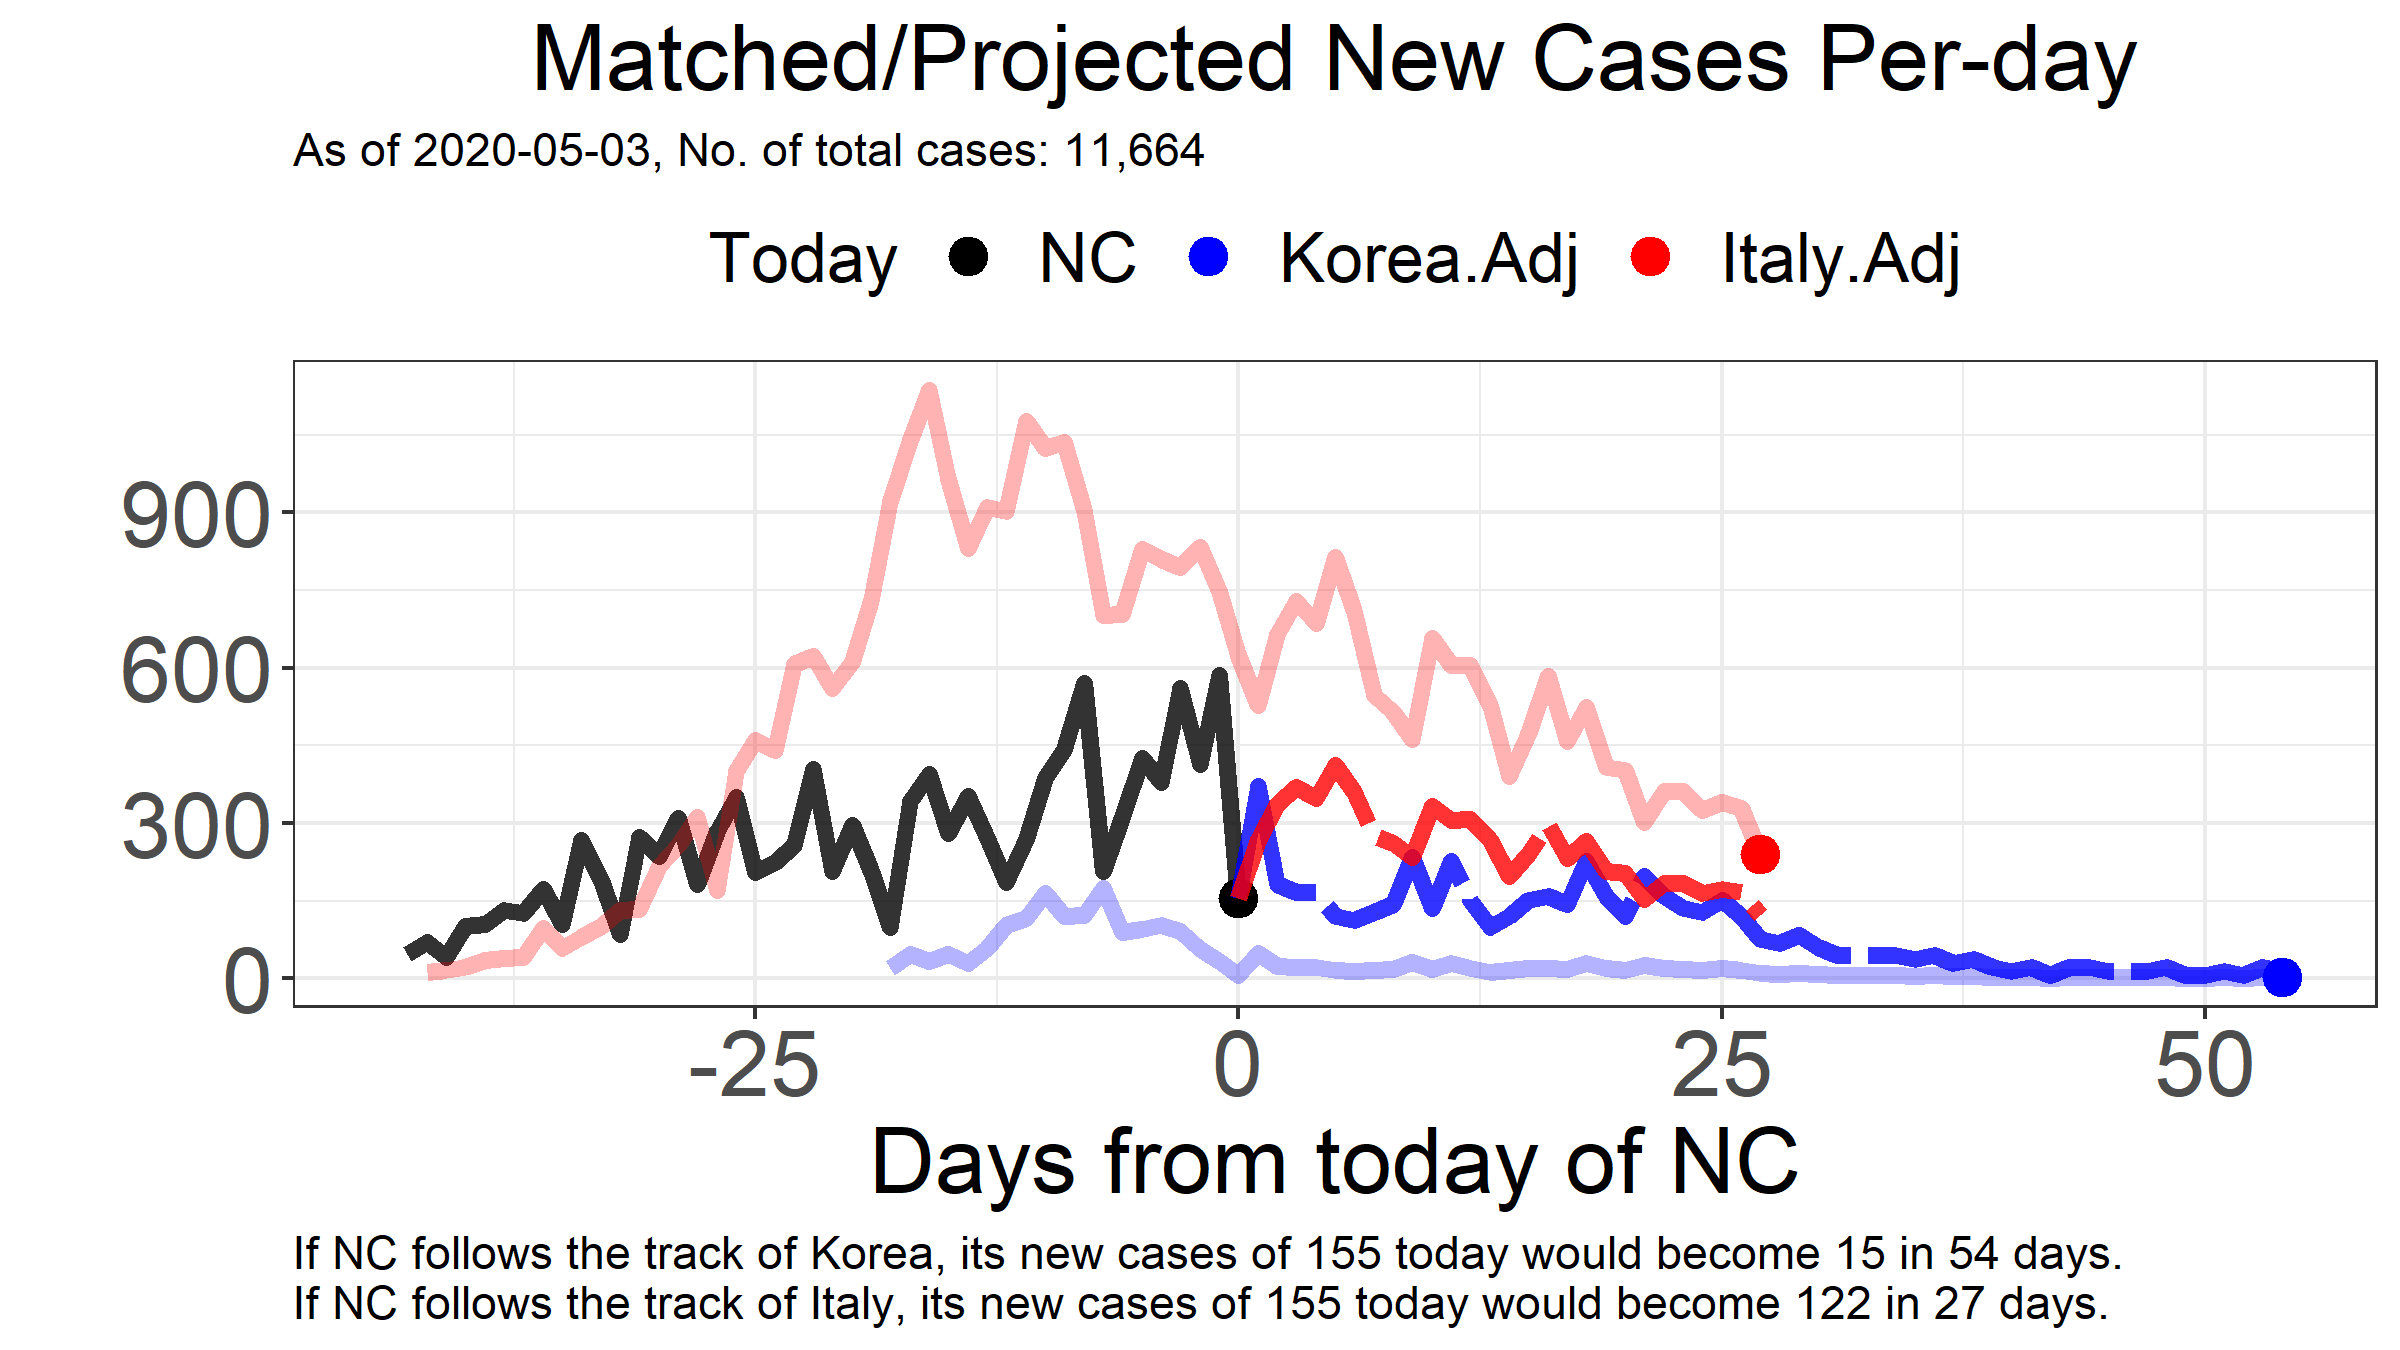 Matched/Projected New Cases Per-day
As of 2020-05-03, No. of total cases: 11,664
Today NC Korea.Adj Italy.Adj
900
600
300
0
-25 0 25 50
Days from today of NC
If NC follows the track of Korea, its new cases of 155 today would become 15 in 54 days.
If NC follows the track of Italy, its new cases of 155 today would become 122 in 27 days.